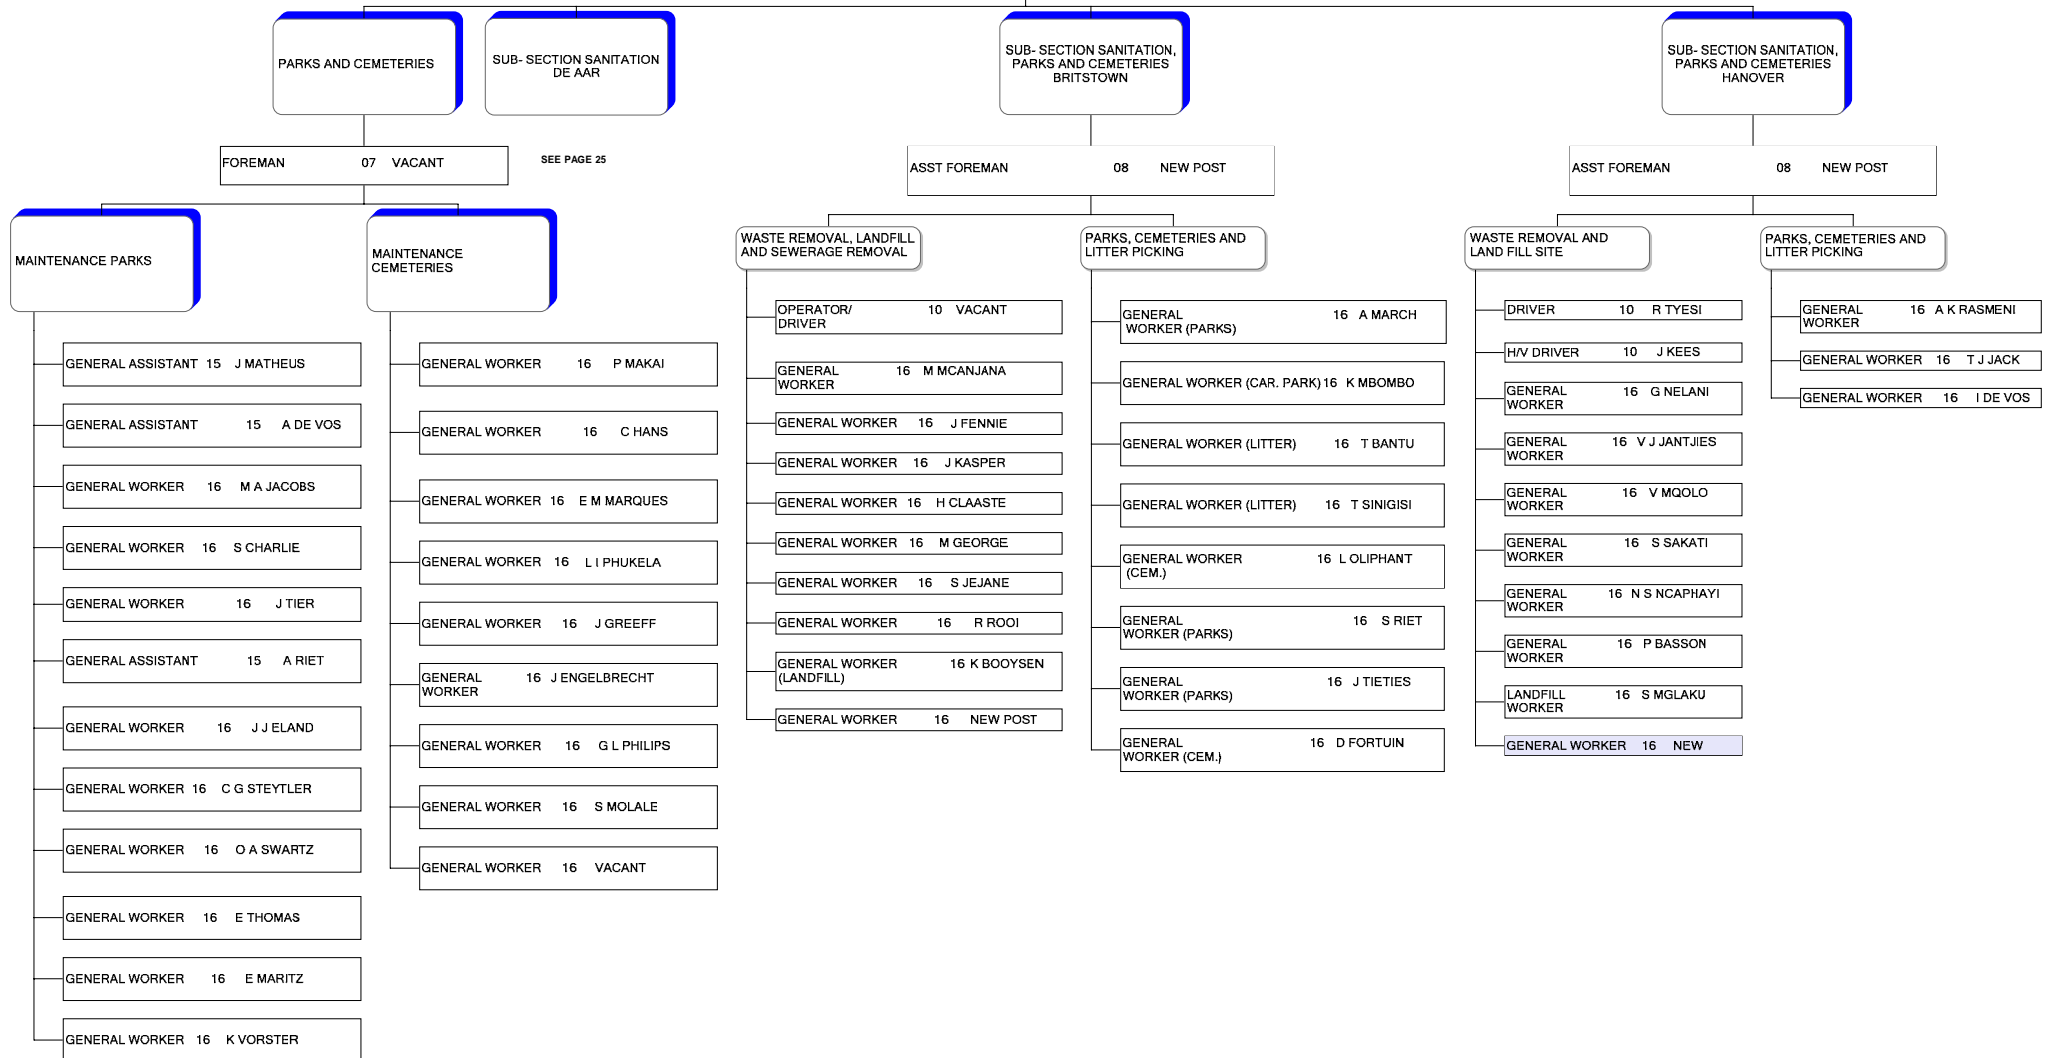 PARKS AND CEMETERIES
SUB- SECTION SANITATION
DE AAR
SUB- SECTION SANITATION,
PARKS AND CEMETERIES
BRITSTOWN
SUB- SECTION SANITATION,
PARKS AND CEMETERIES
HANOVER
FOREMAN 07 VACANT
SEE PAGE 25
ASST FOREMAN 08 NEW POST
ASST FOREMAN 08 NEW POST
MAINTENANCE PARKS
GENERAL ASSISTANT 15 J MATHEUS
GENERAL ASSISTANT 15 A DE VOS
GENERAL WORKER 16 M A JACOBS
GENERAL WORKER 16 S CHARLIE
GENERAL WORKER 16 J TIER
GENERAL ASSISTANT 15 A RIET
GENERAL WORKER 16 J J ELAND
GENERAL WORKER 16 C G STEYTLER
GENERAL WORKER 16 O A SWARTZ
GENERAL WORKER 16 E THOMAS
GENERAL WORKER 16 E MARITZ
GENERAL WORKER 16 K VORSTER
MAINTENANCE
CEMETERIES
GENERAL WORKER 16 P MAKAI
GENERAL WORKER 16 C HANS
GENERAL WORKER 16 E M MARQUES
GENERAL WORKER 16 L I PHUKELA
GENERAL WORKER 16 J GREEFF
GENERAL 16 J ENGELBRECHT
WORKER
GENERAL WORKER 16 G L PHILIPS
GENERAL WORKER 16 S MOLALE
GENERAL WORKER 16 VACANT
WASTE REMOVAL, LANDFILL
AND SEWERAGE REMOVAL
OPERATOR/ 10 VACANT
DRIVER
GENERAL 16 M MCANJANA
WORKER
GENERAL WORKER 16 J FENNIE
GENERAL WORKER 16 J KASPER
GENERAL WORKER 16 H CLAASTE
GENERAL WORKER 16 M GEORGE
GENERAL WORKER 16 S JEJANE
GENERAL WORKER 16 R ROOI
GENERAL WORKER 16 K BOOYSEN
(LANDFILL)
GENERAL WORKER 16 NEW POST
PARKS, CEMETERIES AND
LITTER PICKING
GENERAL 16 A MARCH
WORKER (PARKS)
GENERAL WORKER (CAR. PARK) 16 K MBOMBO
GENERAL WORKER (LITTER) 16 T BANTU
GENERAL WORKER (LITTER) 16 T SINIGISI
GENERAL WORKER 16 L OLIPHANT
(CEM.)
GENERAL 16 S RIET
WORKER (PARKS)
GENERAL 16 J TIETIES
WORKER (PARKS)
GENERAL 16 D FORTUIN
WORKER (CEM.)
WASTE REMOVAL AND
LAND FILL SITE
DRIVER 10 R TYESI
H/V DRIVER 10 J KEES
GENERAL 16 G NELANI
WORKER
GENERAL 16 V J JANTJIES
WORKER
GENERAL 16 V MQOLO
WORKER
GENERAL 16 S SAKATI
WORKER
GENERAL 16 N S NCAPHAYI
WORKER
GENERAL 16 P BASSON
WORKER
LANDFILL 16 S MGLAKU
WORKER
GENERAL WORKER 16 NEW
PARKS, CEMETERIES AND
LITTER PICKING
GENERAL 16 A K RASMENI
WORKER
GENERAL WORKER 16 T J JACK
GENERAL WORKER 16 I DE VOS